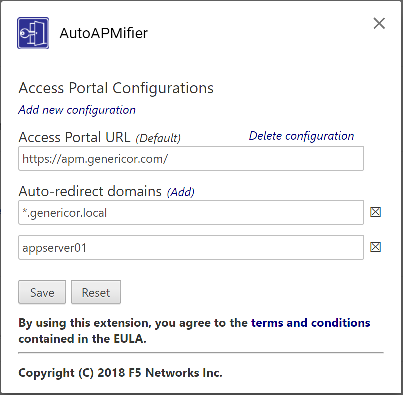 AutoAPMifier
Access Portal Configurations
Add new configuration
Access Portal URL (Default) Delete configuration
https://apm.genericor.com/
Auto-redirect domains (Add)
*.genericor.local
appserver01
Save Reset
By using this extension, you agree to the terms and conditions
contained in the EULA.
Copyright (C) 2018 F5 Networks Inc.